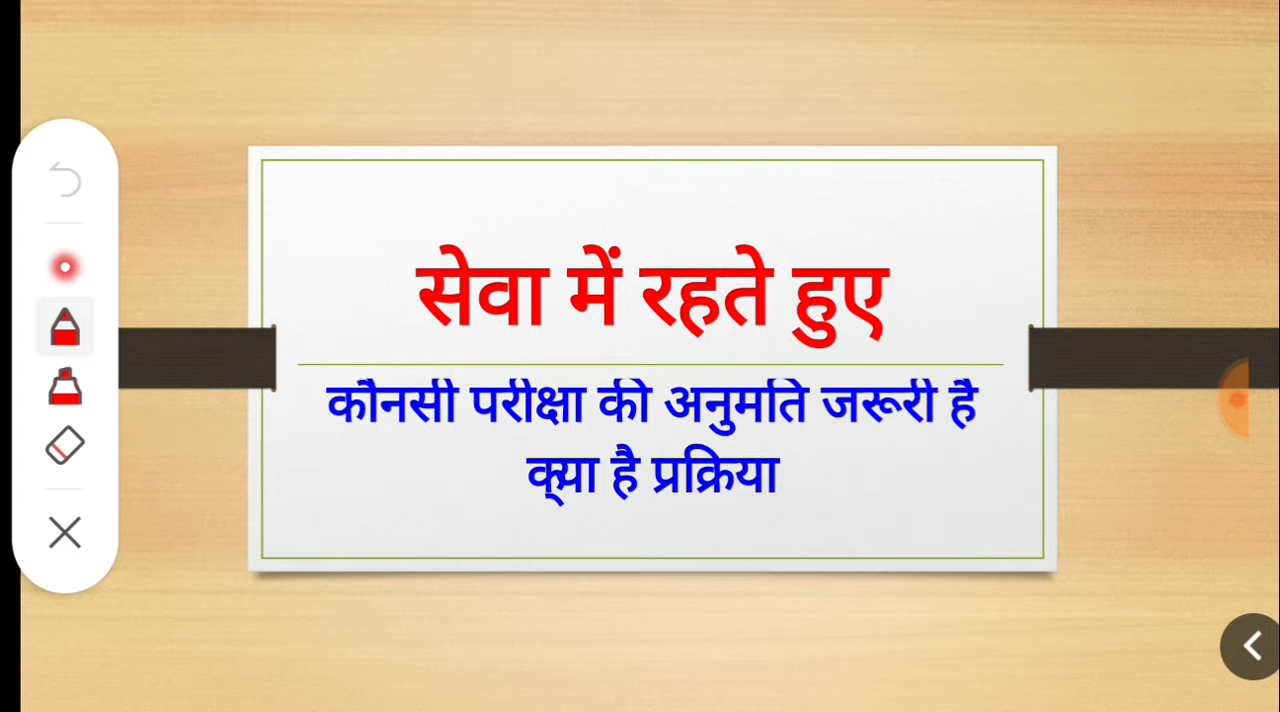 सेवा में रहते हुए
कौनसी परीक्षा की अनुमति जरूरी है
क्या है प्रक्रिया